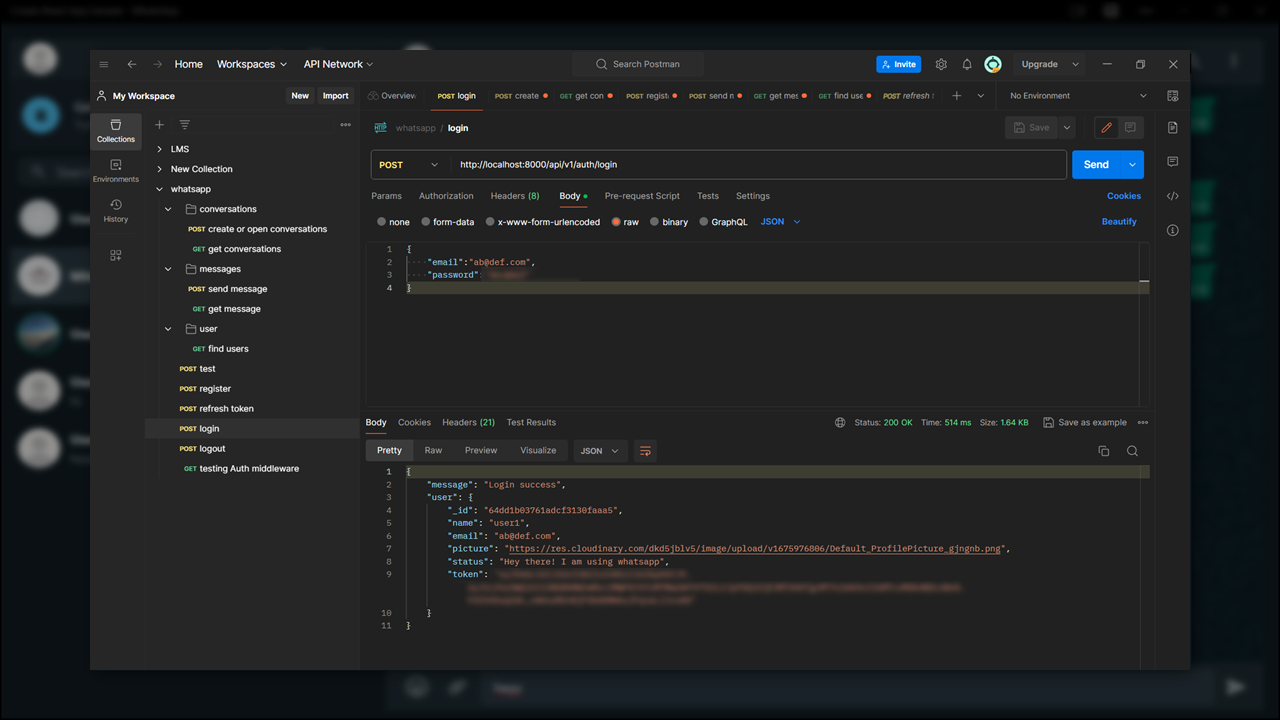 Home Workspaces API Network Search Postman Invite Upgrade
My Workspace New Import
Overview POST login POST create GET get con POST registe POST send m GET get mes GET find use POST refresh No Environment
Collections
Environments
History
LMS
New Collection
whatsapp
conversations
POST create or open conversations
GET get conversations
messages
POST send message
GET get message
user
GET find users
POST test
POST register
POST refresh token
POST login
POST logout
GET testing Auth middleware
HTTP whatsapp / login Save
POST http://localhost:8000/api/v1/auth/login Send
Params Authorization Headers (8) Body Pre-request Script Tests Settings Cookies
none form-data x-www-form-urlencoded raw binary GraphQL JSON Beautify
1 {
2 "email":"ab@def.com",
3 "password":
4 }
Body Cookies Headers (21) Test Results Status: 200 OK Time: 514 ms Size: 1.64 KB Save as example
Pretty Raw Preview Visualize JSON
1 {
2 "message": "Login success",
3 "user": {
4 "_id": "64dd1b03761adcf3130faaa5",
5 "name": "user1",
6 "email": "ab@def.com",
7 "picture": "https://res.cloudinary.com/dkd5jblv5/image/upload/v1675976806/Default_ProfilePicture_gjngnb.png",
8 "status": "Hey there! I am using whatsapp",
9 "token":
10 }
11 }